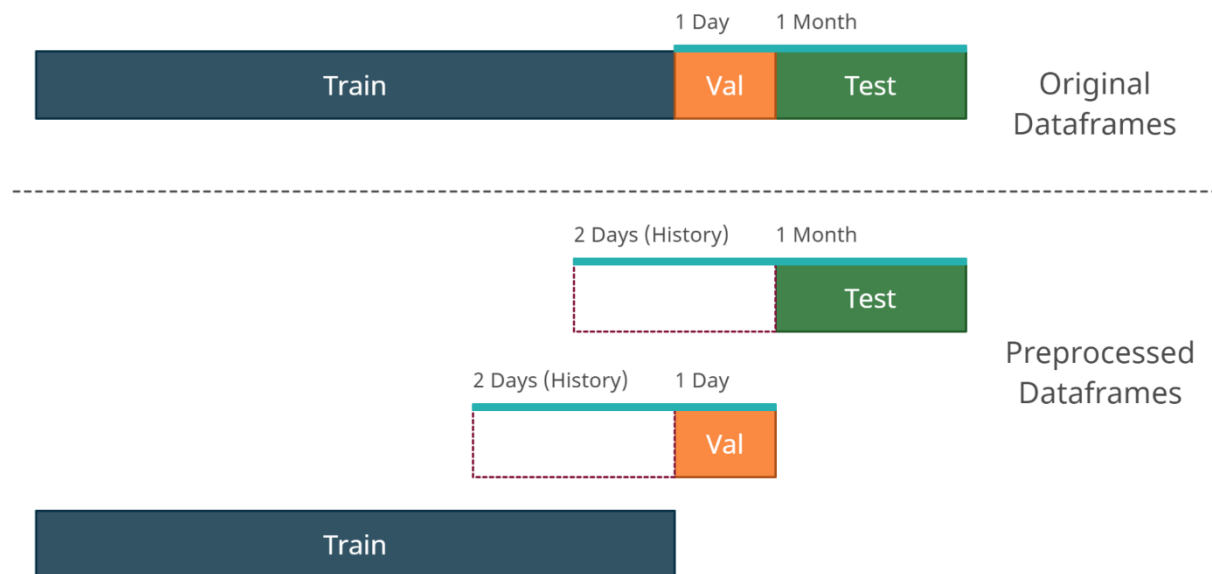 1 Day
1 Month
Train
Val
Test
Original
Dataframes
2 Days (History)
1 Month
Test
Preprocessed
Dataframes
2 Days (History)
1 Day
Val
Train